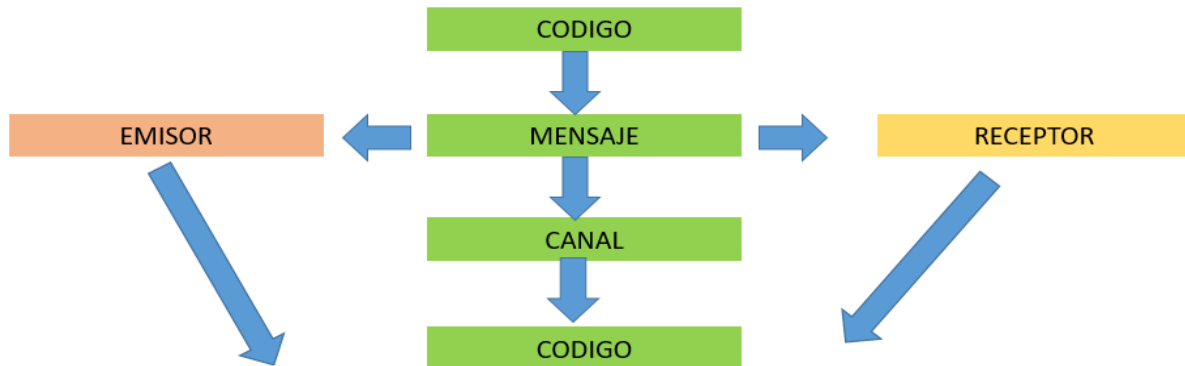 CODIGO
EMISOR
MENSAJE
RECEPTOR
CANAL
CODIGO